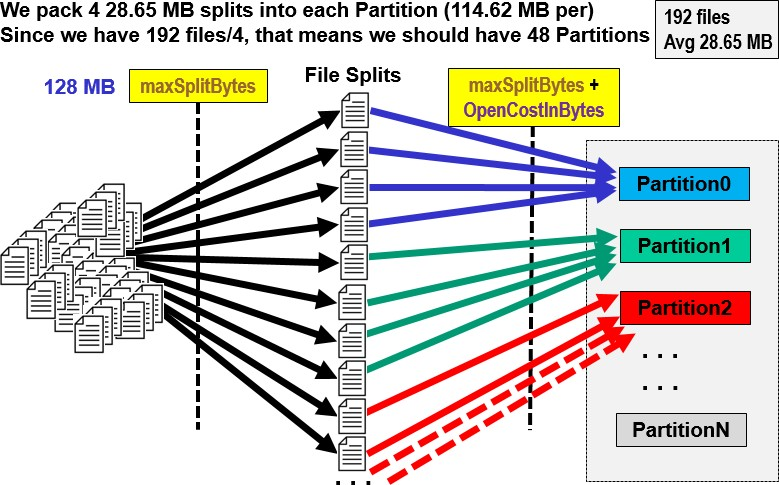 We pack 4 28.65 MB splits into each Partition (114.62 MB per)
Since we have 192 files/4, that means we should have 48 Partitions
192 files
Avg 28.65 MB
128 MB
maxSplitBytes
File Splits
maxSplitBytes +
OpenCostInBytes
Partition0
Partition1
Partition2
. . .
. . .
PartitionN
. . .